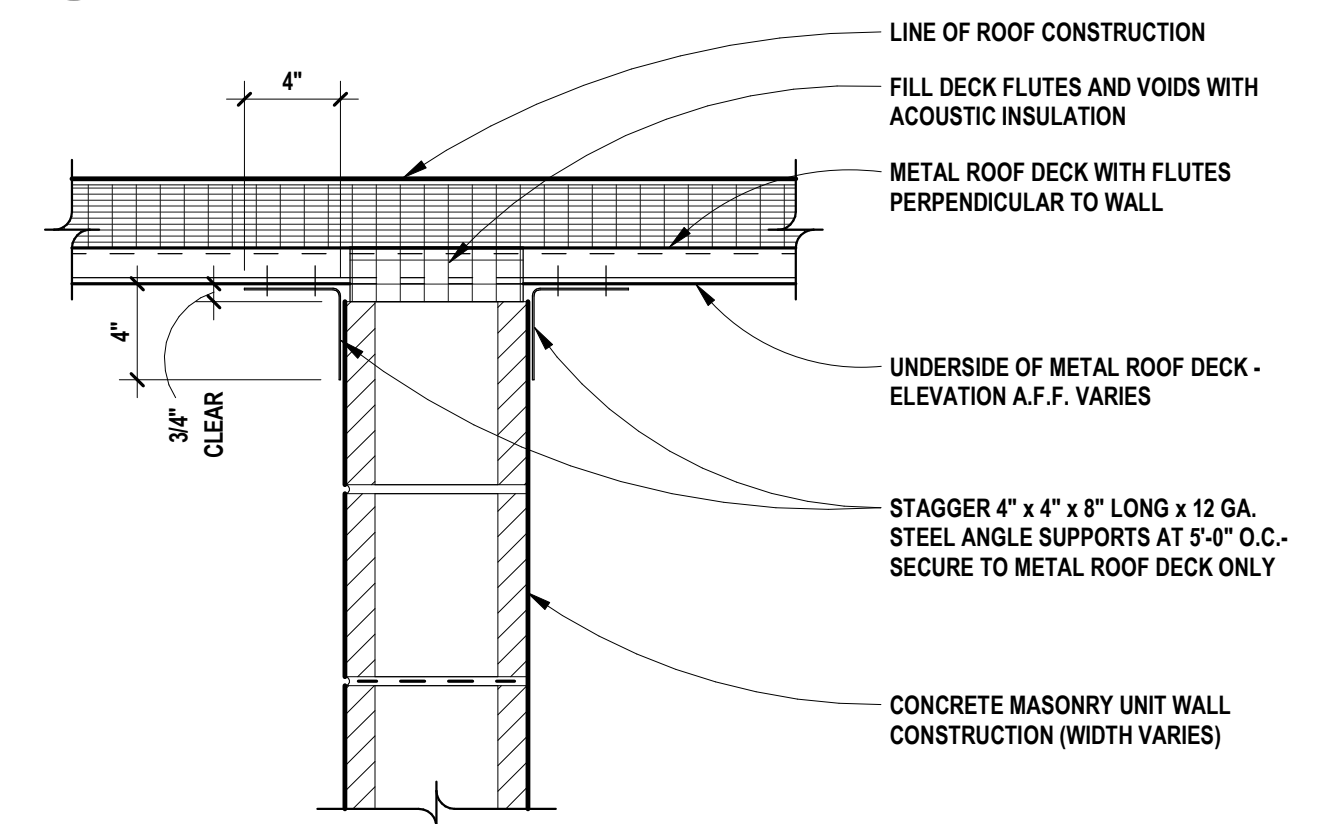 LINE OF ROOF CONSTRUCTION
4"
FILL DECK FLUTES AND VOIDS WITH
ACOUSTIC INSULATION
METAL ROOF DECK WITH FLUTES
PERPENDICULAR TO WALL
4"
3/4"
CLEAR
UNDERSIDE OF METAL ROOF DECK -
ELEVATION A.F.F. VARIES
STAGGER 4" x 4" x 8" LONG x 12 GA.
STEEL ANGLE SUPPORTS AT 5'-0" O.C.-
SECURE TO METAL ROOF DECK ONLY
CONCRETE MASONRY UNIT WALL
CONSTRUCTION (WIDTH VARIES)